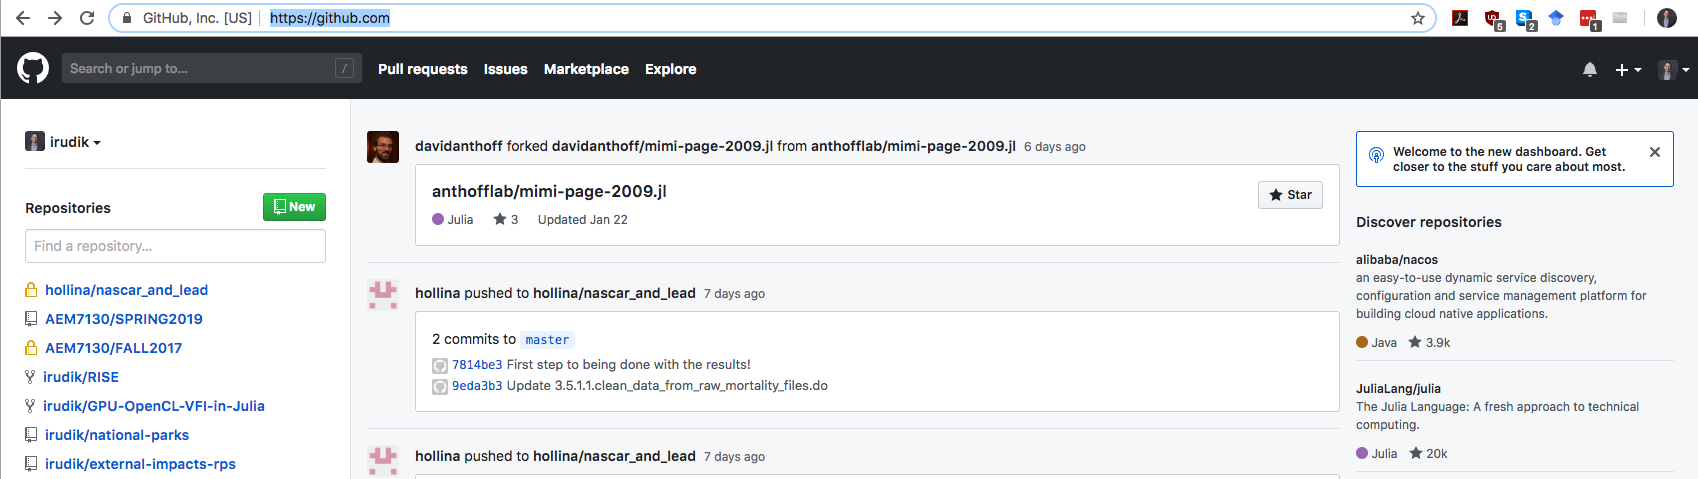 GitHub, Inc. [US] https://github.com
5 2 1
Search or jump to... / Pull requests Issues Marketplace Explore
irudik
Repositories New
Find a repository...
hollina/nascar_and_lead
AEM7130/SPRING2019
AEM7130/FALL2017
irudik/RISE
irudik/GPU-OpenCL-VFI-in-Julia
irudik/national-parks
irudik/external-impacts-rps
davidanthoff forked davidanthoff/mimi-page-2009.jl from anthofflab/mimi-page-2009.jl 6 days ago
anthofflab/mimi-page-2009.jl
Star
Julia 3 Updated Jan 22
hollina pushed to hollina/nascar_and_lead 7 days ago
2 commits to master
7814be3 First step to being done with the results!
9eda3b3 Update 3.5.1.1.clean_data_from_raw_mortality_files.do
hollina pushed to hollina/nascar_and_lead 7 days ago
Welcome to the new dashboard. Get
closer to the stuff you care about most.
Discover repositories
alibaba/nacos
an easy-to-use dynamic service discovery,
configuration and service management platform for
building cloud native applications.
Java 3.9k
JuliaLang/julia
The Julia Language: A fresh approach to technical
computing.
Julia 20k